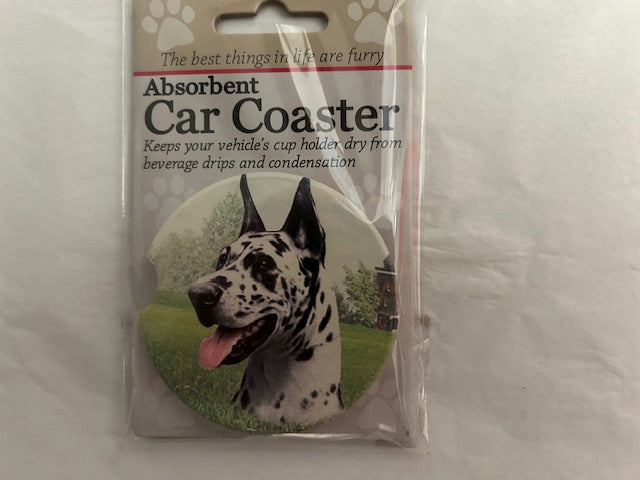 The best things in life are furry
Absorbent
Car Coaster
Keeps your vehicle's cup holder dry from
beverage drips and condensation